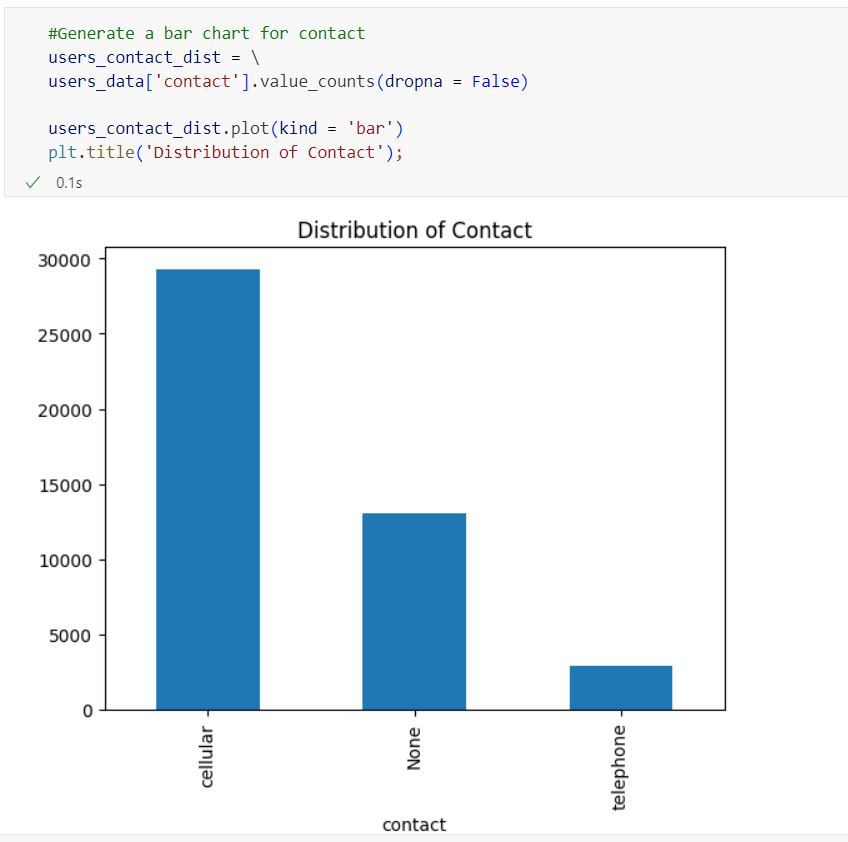 #Generate a bar chart for contact
users_contact_dist = \
users_data['contact'].value_counts(dropna = False)
users_contact_dist.plot(kind = 'bar')
plt.title('Distribution of Contact');
0.1s
Distribution of Contact
30000
25000
20000
15000
10000
5000
0
cellular
None
telephone
contact